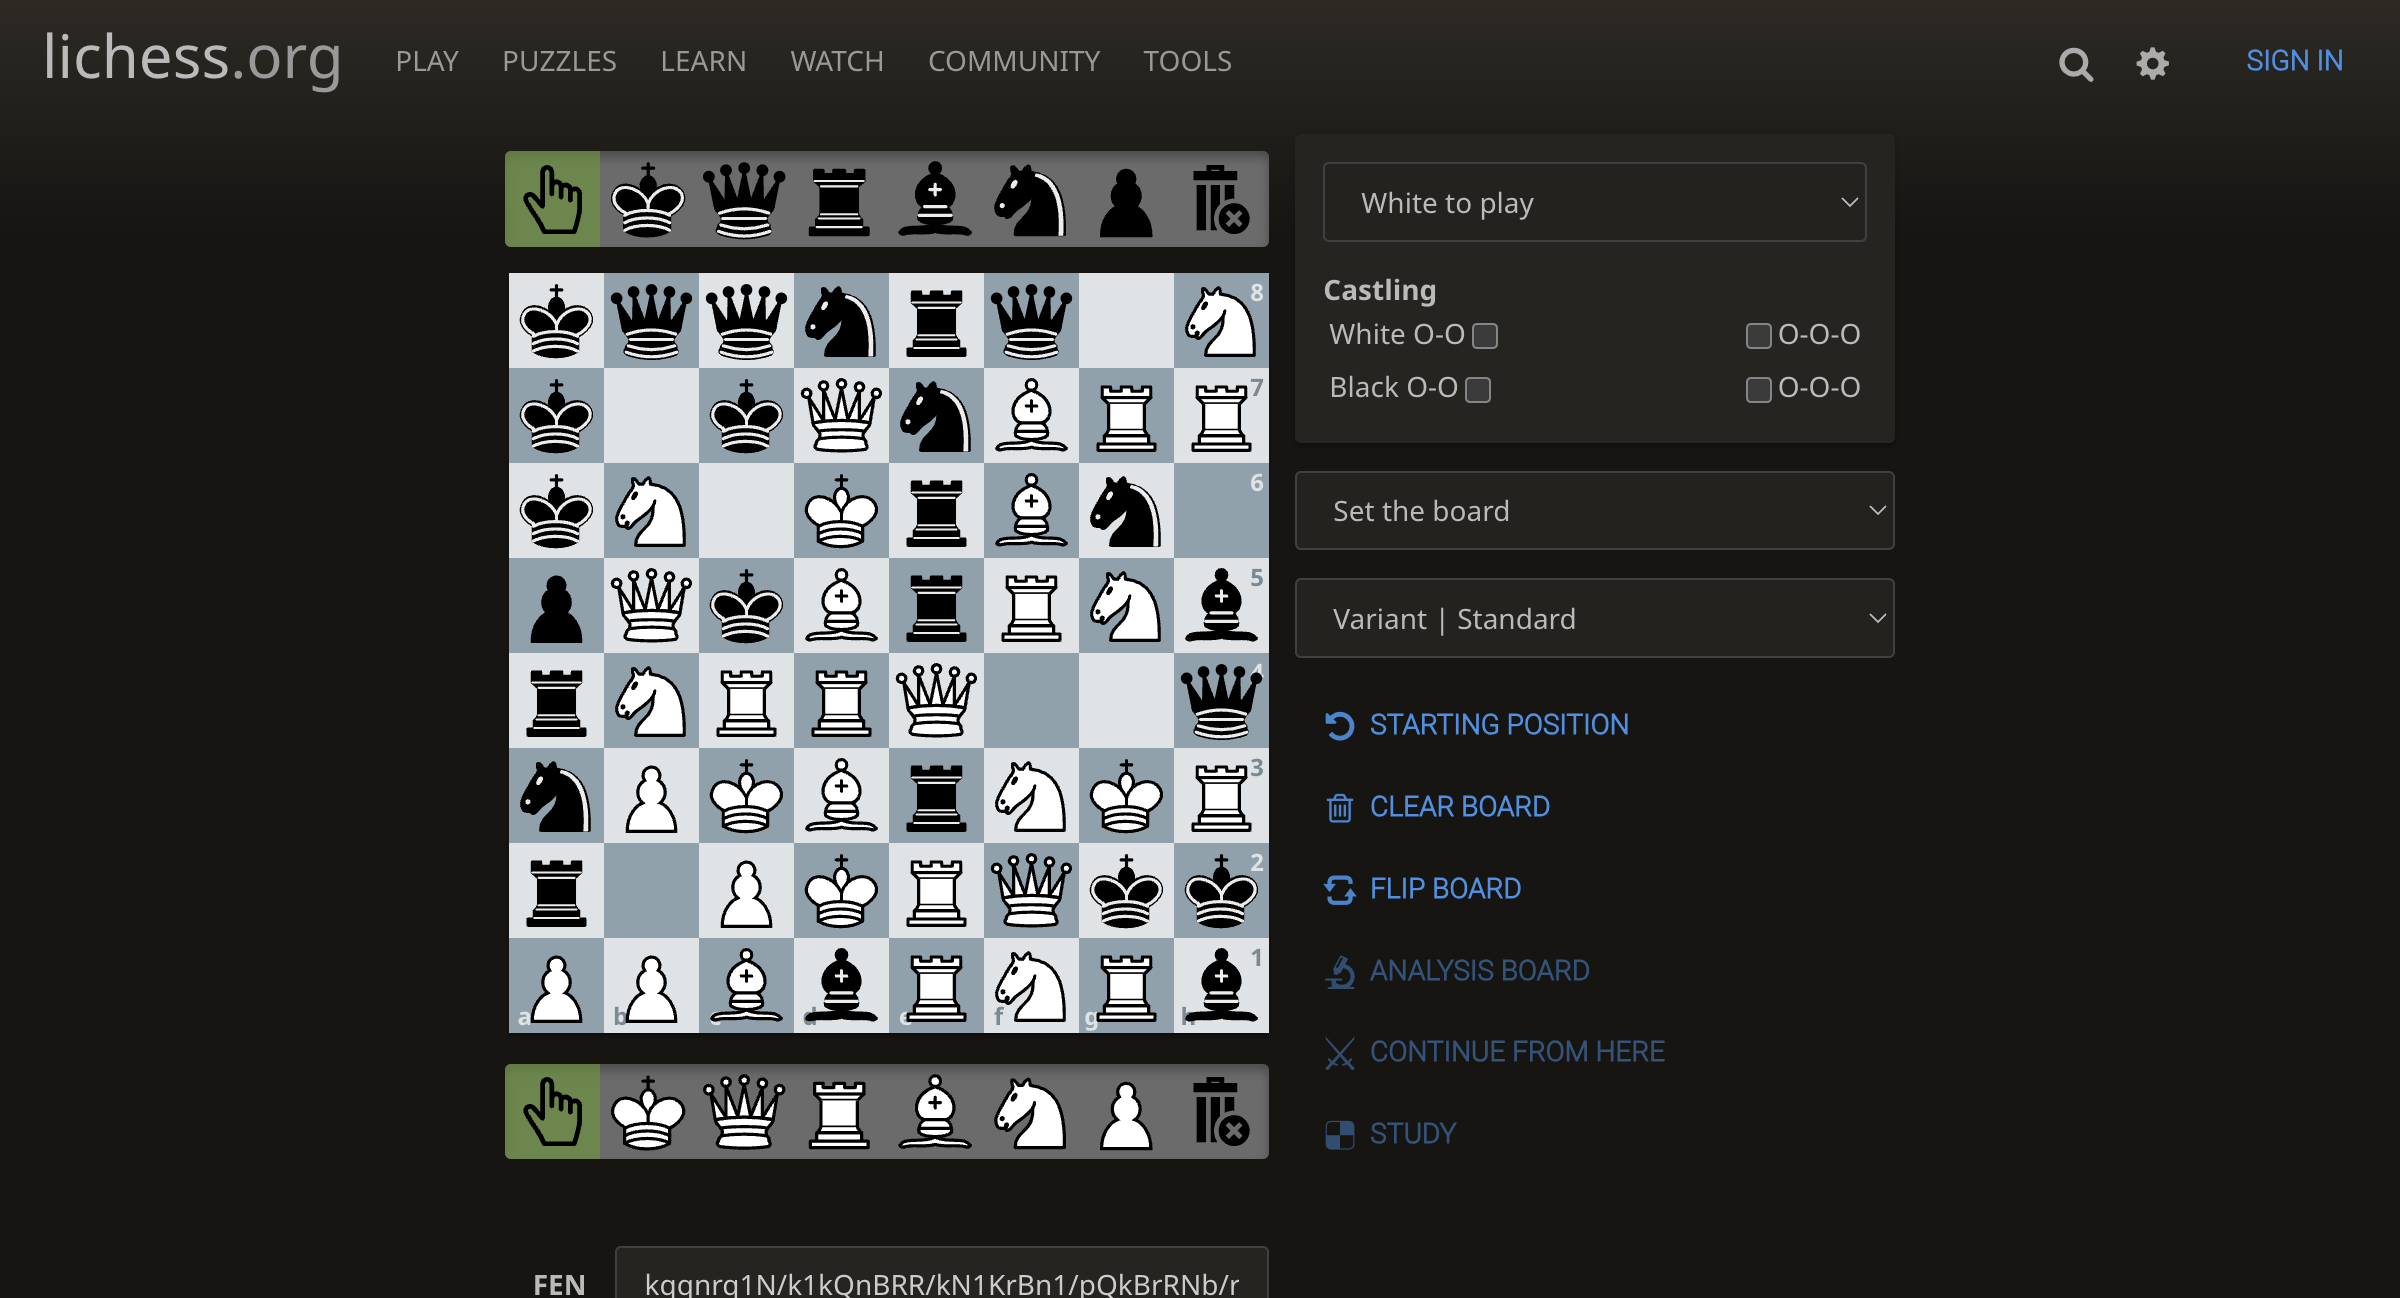 lichess.org PLAY PUZZLES LEARN WATCH COMMUNITY TOOLS SIGN IN
White to play
Castling
White O-O O-O-O
Black O-O O-O-O
Set the board
Variant | Standard
STARTING POSITION
CLEAR BOARD
FLIP BOARD
ANALYSIS BOARD
CONTINUE FROM HERE
STUDY
8
7
6
5
4
3
2
1
a b c d e f g h
FEN kqqnrq1N/k1kQnBRR/kN1KrBn1/pQkBrRNb/r